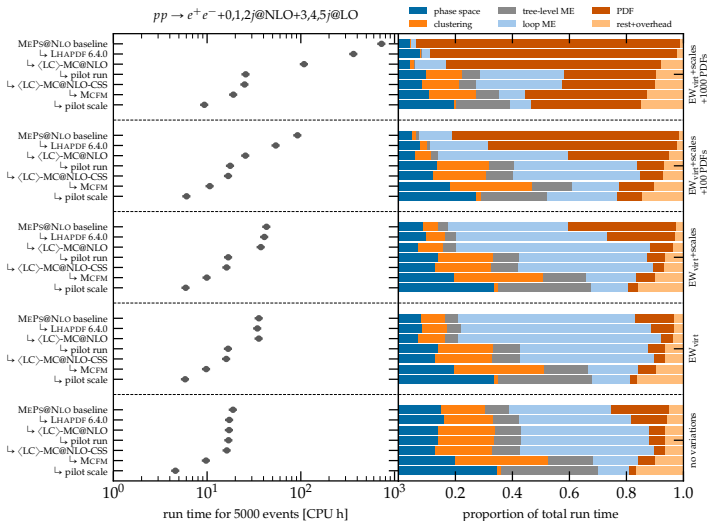 pp → e⁺e⁻+0,1,2j@NLO+3,4,5j@LO
phase space
clustering
tree-level ME
loop ME
PDF
rest+overhead
MEPS@NLO baseline
↳ LHAPDF 6.4.0
↳ ⟨LC⟩-MC@NLO
↳ pilot run
↳ ⟨LC⟩-MC@NLO-CSS
↳ MCFM
↳ pilot scale
EWvirt+scales
+1000 PDFs
MEPS@NLO baseline
↳ LHAPDF 6.4.0
↳ ⟨LC⟩-MC@NLO
↳ pilot run
↳ ⟨LC⟩-MC@NLO-CSS
↳ MCFM
↳ pilot scale
EWvirt+scales
+100 PDFs
MEPS@NLO baseline
↳ LHAPDF 6.4.0
↳ ⟨LC⟩-MC@NLO
↳ pilot run
↳ ⟨LC⟩-MC@NLO-CSS
↳ MCFM
↳ pilot scale
EWvirt+scales
MEPS@NLO baseline
↳ LHAPDF 6.4.0
↳ ⟨LC⟩-MC@NLO
↳ pilot run
↳ ⟨LC⟩-MC@NLO-CSS
↳ MCFM
↳ pilot scale
EWvirt
MEPS@NLO baseline
↳ LHAPDF 6.4.0
↳ ⟨LC⟩-MC@NLO
↳ pilot run
↳ ⟨LC⟩-MC@NLO-CSS
↳ MCFM
↳ pilot scale
no variations
10⁰ 10¹ 10² 3 0.2 0.4 0.6 0.8 1.0
run time for 5000 events [CPU h]
proportion of total run time